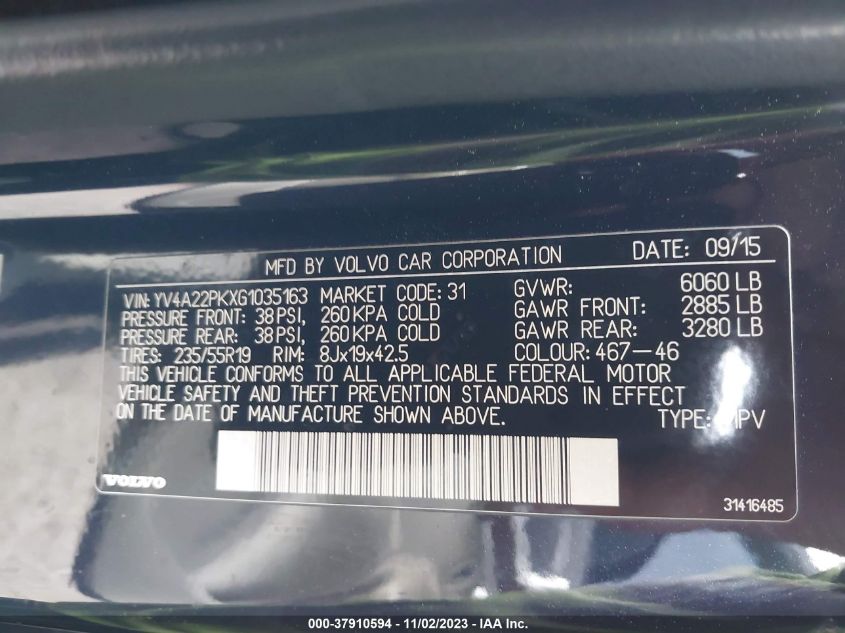 MFD BY VOLVO CAR CORPORATION DATE: 09/15
VIN: YV4A22PKXG1035163 MARKET CODE: 31 GVWR: 6060 LB
PRESSURE FRONT: 38 PSI, 260 KPA COLD GAWR FRONT: 2885 LB
PRESSURE REAR: 38 PSI, 260 KPA COLD GAWR REAR: 3280 LB
TIRES: 235/55R19 RIM: 8Jx19x42.5 COLOUR: 467-46
THIS VEHICLE CONFORMS TO ALL APPLICABLE FEDERAL MOTOR
VEHICLE SAFETY AND THEFT PREVENTION STANDARDS IN EFFECT
ON THE DATE OF MANUFACTURE SHOWN ABOVE. TYPE: MPV
VOLVO
31416485
000-37910594 - 11/02/2023 - IAA Inc.